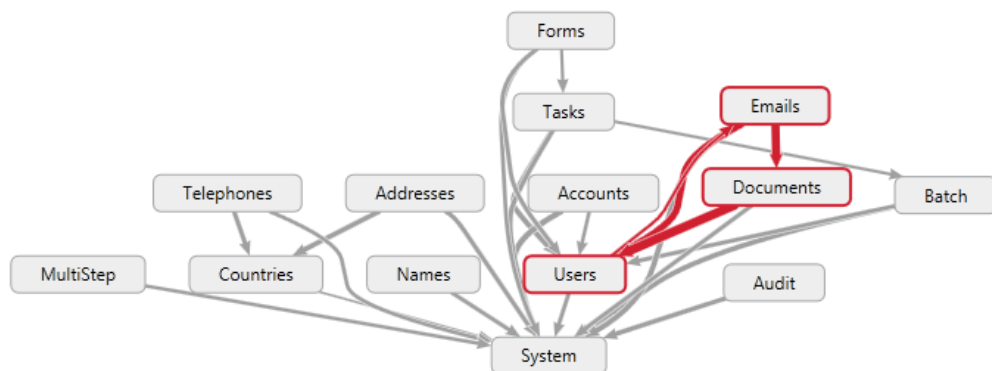 Forms
Tasks
Emails
Telephones
Addresses
Accounts
Documents
Batch
MultiStep
Countries
Names
Users
Audit
System